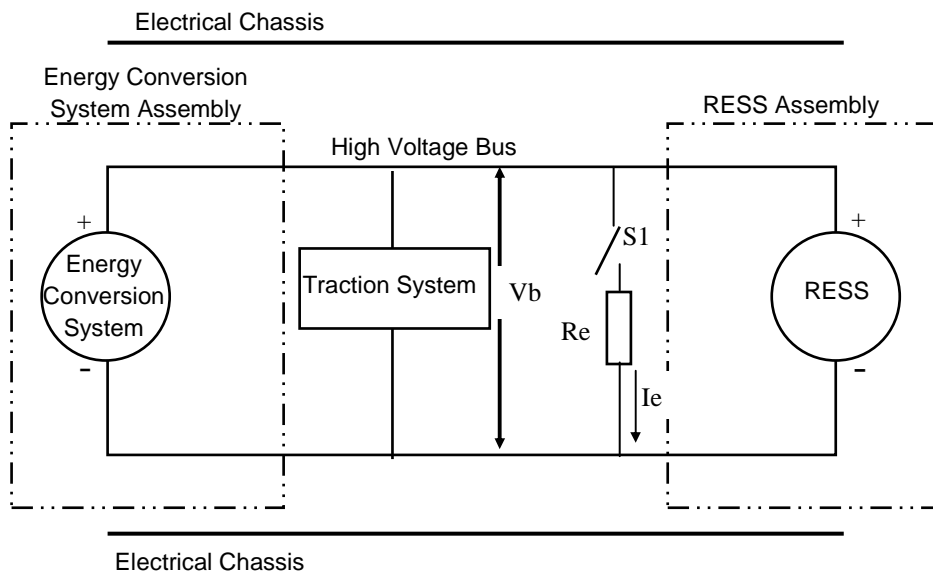 Electrical Chassis
Energy Conversion
System Assembly
RESS Assembly
High Voltage Bus
+
+
S1
Energy
Conversion
System
Traction System
Vb
RESS
Re
-
-
Ie
Electrical Chassis